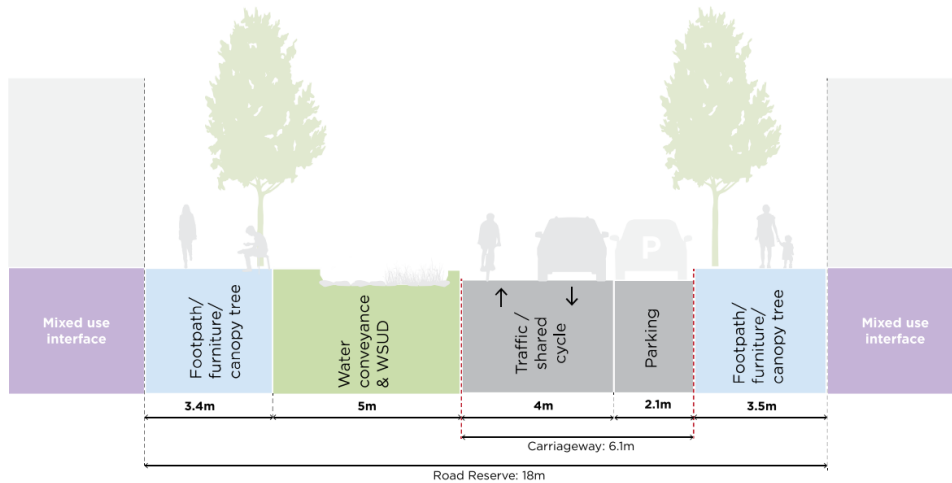 P
Mixed use
interface
Footpath/
furniture/
canopy tree
Water
conveyance
& WSUD
Traffic /
shared
cycle
Parking
Footpath/
furniture/
canopy tree
Mixed use
interface
3.4m
5m
4m
2.1m
3.5m
Carriageway: 6.1m
Road Reserve: 18m